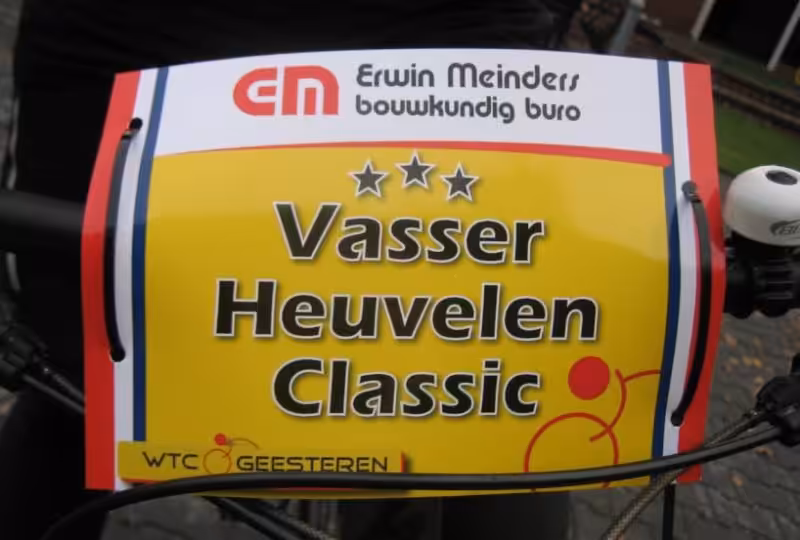 EM Erwin Meinders
bouwkundig buro
Vasser
Heuvelen
Classic
WTC GEESTEREN